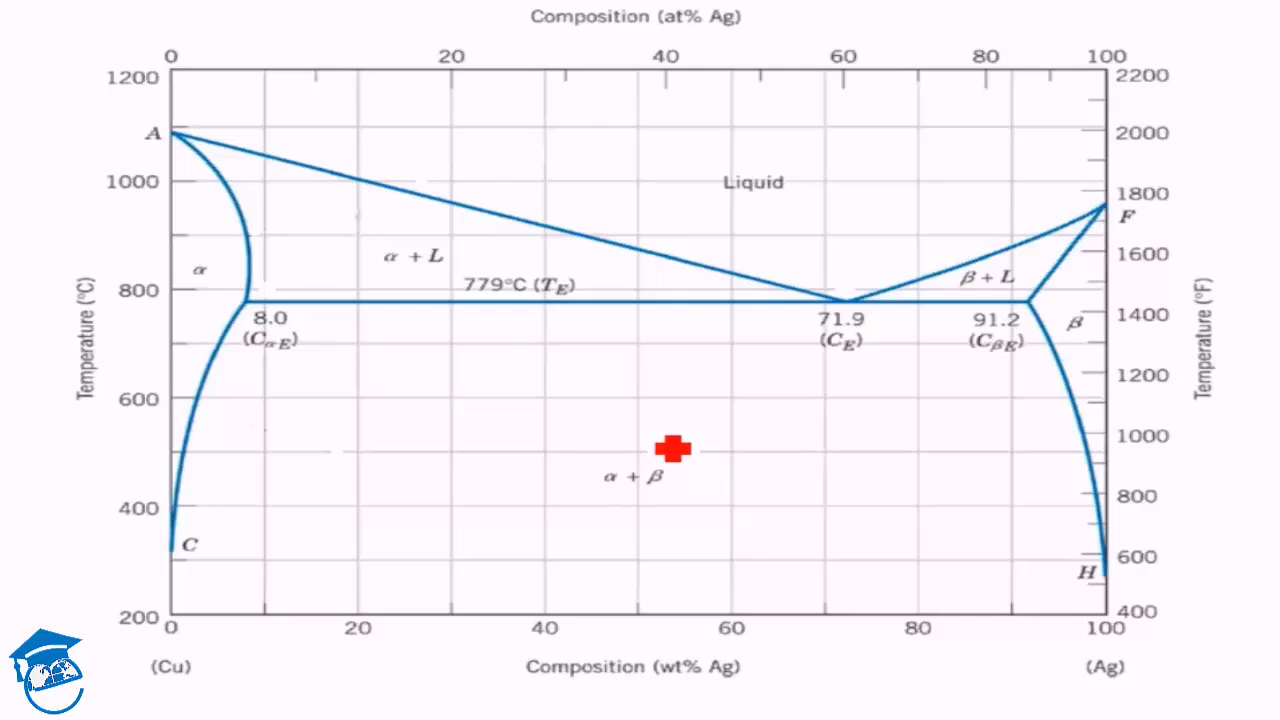 Composition (at% Ag)
0 20 40 60 80 100
1200 2200
A 2000
1000 Liquid 1800
F
α + L 1600
α β + L
800 779°C (T_E)
8.0 71.9 91.2 β 1400
(C_αE) (C_E) (C_βE)
Temperature (°C) Temperature (°F)
1200
600
1000
α + β
800
400
C 600
H
200 400
0 20 40 60 80 100
(Cu) Composition (wt% Ag) (Ag)